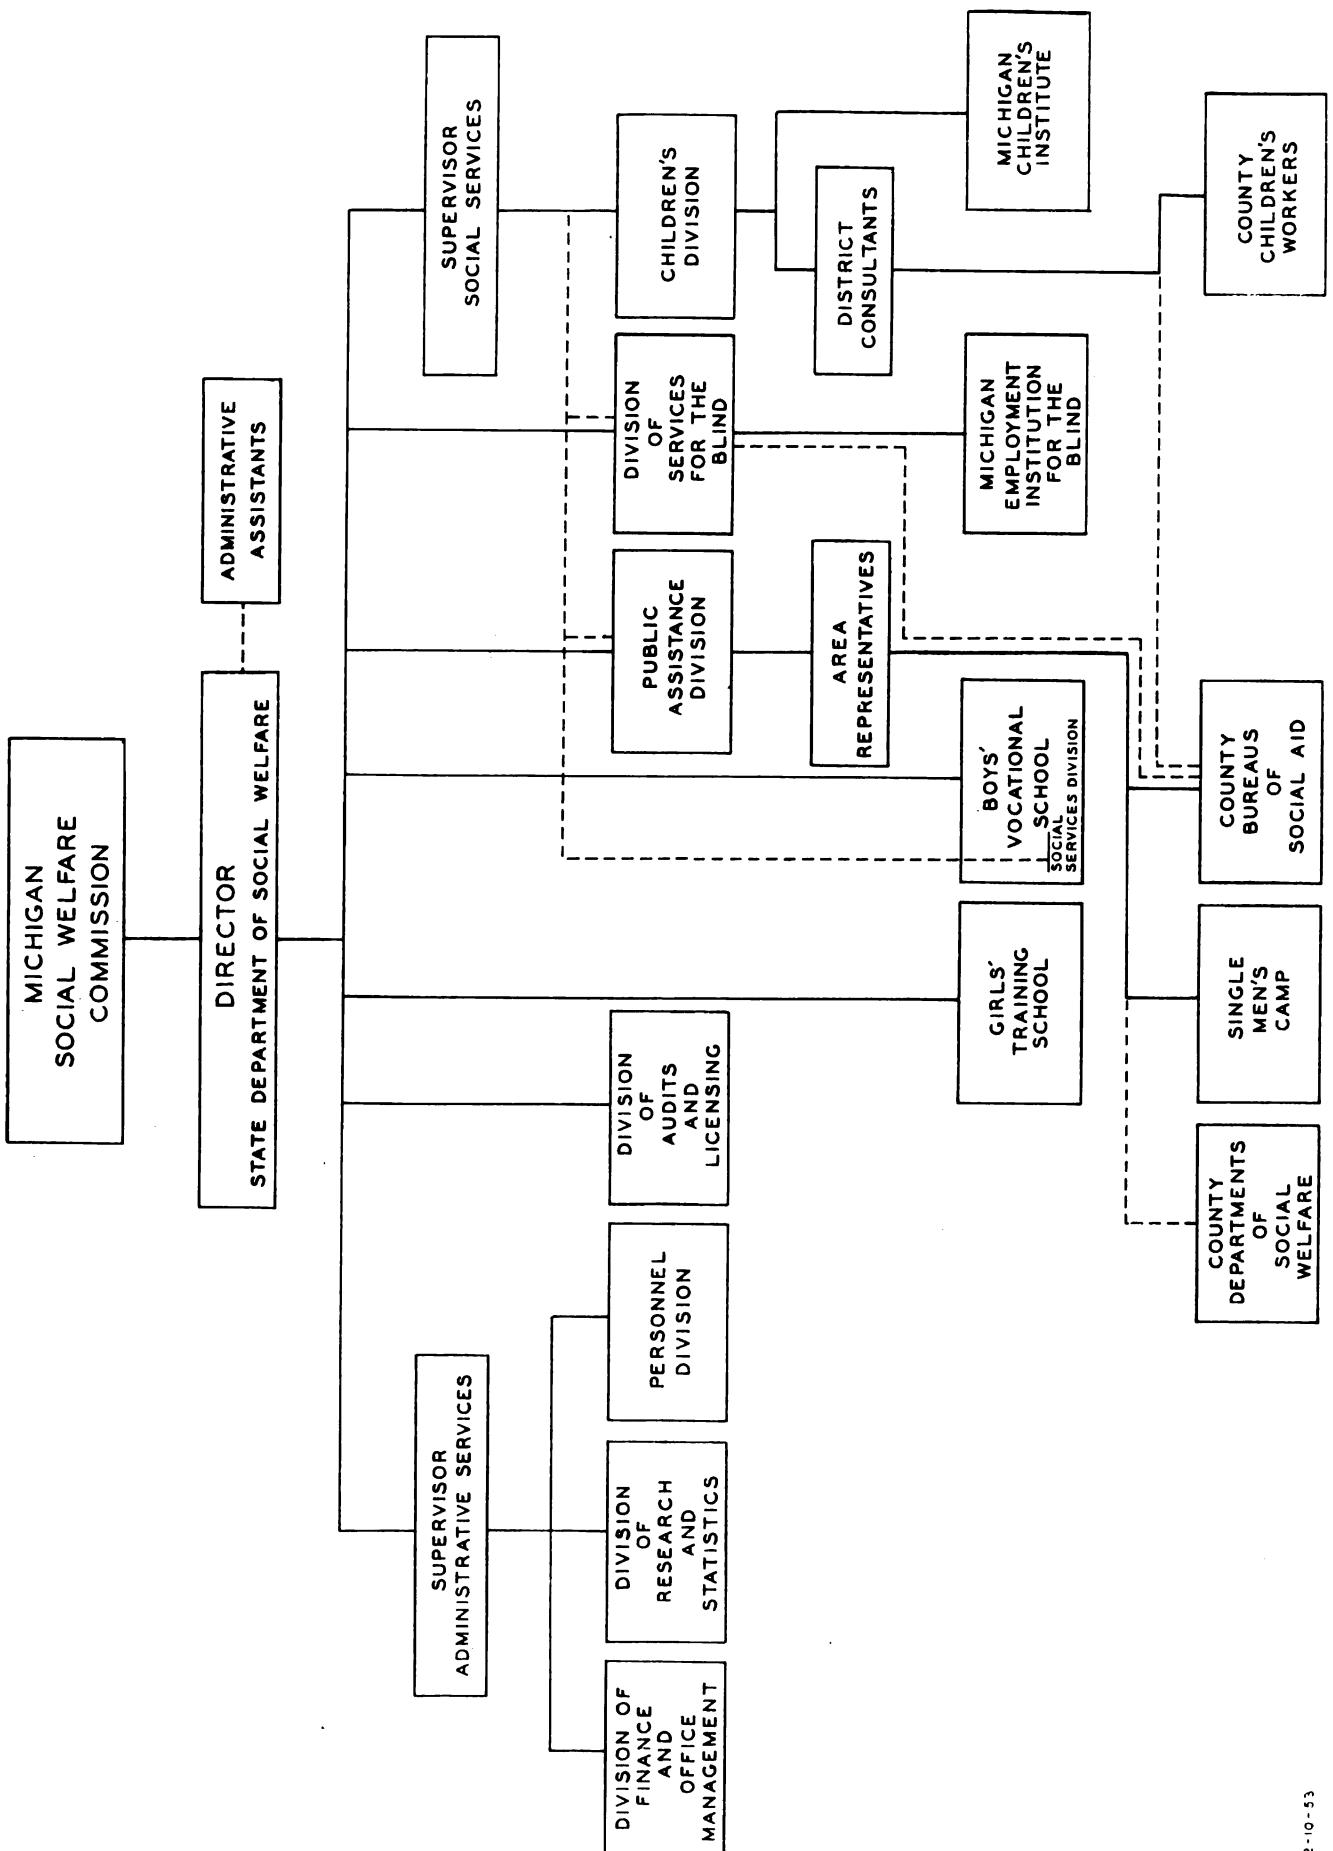 MICHIGAN
SOCIAL WELFARE
COMMISSION
DIRECTOR
STATE DEPARTMENT OF SOCIAL WELFARE
ADMINISTRATIVE
ASSISTANTS
SUPERVISOR
ADMINISTRATIVE SERVICES
SUPERVISOR
SOCIAL SERVICES
DIVISION OF
FINANCE
AND
OFFICE
MANAGEMENT
DIVISION
OF
RESEARCH
AND
STATISTICS
PERSONNEL
DIVISION
DIVISION
OF
AUDITS
AND
LICENSING
PUBLIC
ASSISTANCE
DIVISION
DIVISION
OF
SERVICES
FOR THE
BLIND
CHILDREN'S
DIVISION
AREA
REPRESENTATIVES
DISTRICT
CONSULTANTS
GIRLS'
TRAINING
SCHOOL
BOYS'
VOCATIONAL
SCHOOL
SOCIAL
SERVICES DIVISION
MICHIGAN
EMPLOYMENT
INSTITUTION
FOR THE
BLIND
MICHIGAN
CHILDREN'S
INSTITUTE
COUNTY
DEPARTMENTS
OF
SOCIAL
WELFARE
SINGLE
MEN'S
CAMP
COUNTY
BUREAUS
OF
SOCIAL AID
COUNTY
CHILDREN'S
WORKERS
2-10-53